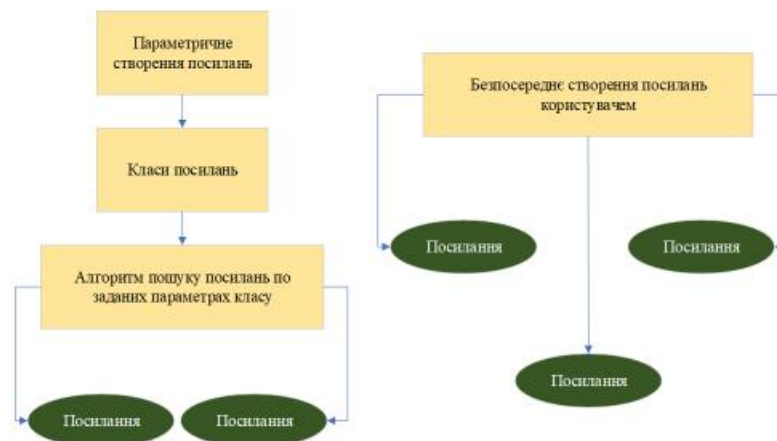 Параметричне
створення посилань
Класи посилань
Алгоритм пошуку посилань по
заданих параметрах класу
Посилання
Посилання
Безпосереднє створення посилань
користувачем
Посилання
Посилання
Посилання